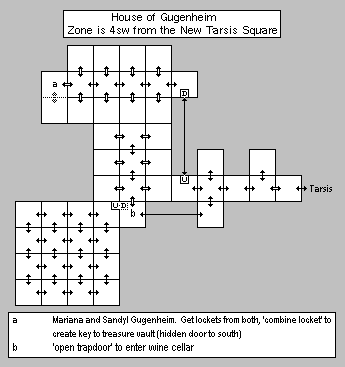 House of Gugenheim
Zone is 4sw from the New Tarsis Square
a
D
U
Tarsis
U D
b
a Mariana and Sandyl Gugenheim. Get lockets from both, 'combine locket' to
create key to treasure vault (hidden door to south)
b 'open trapdoor' to enter wine cellar